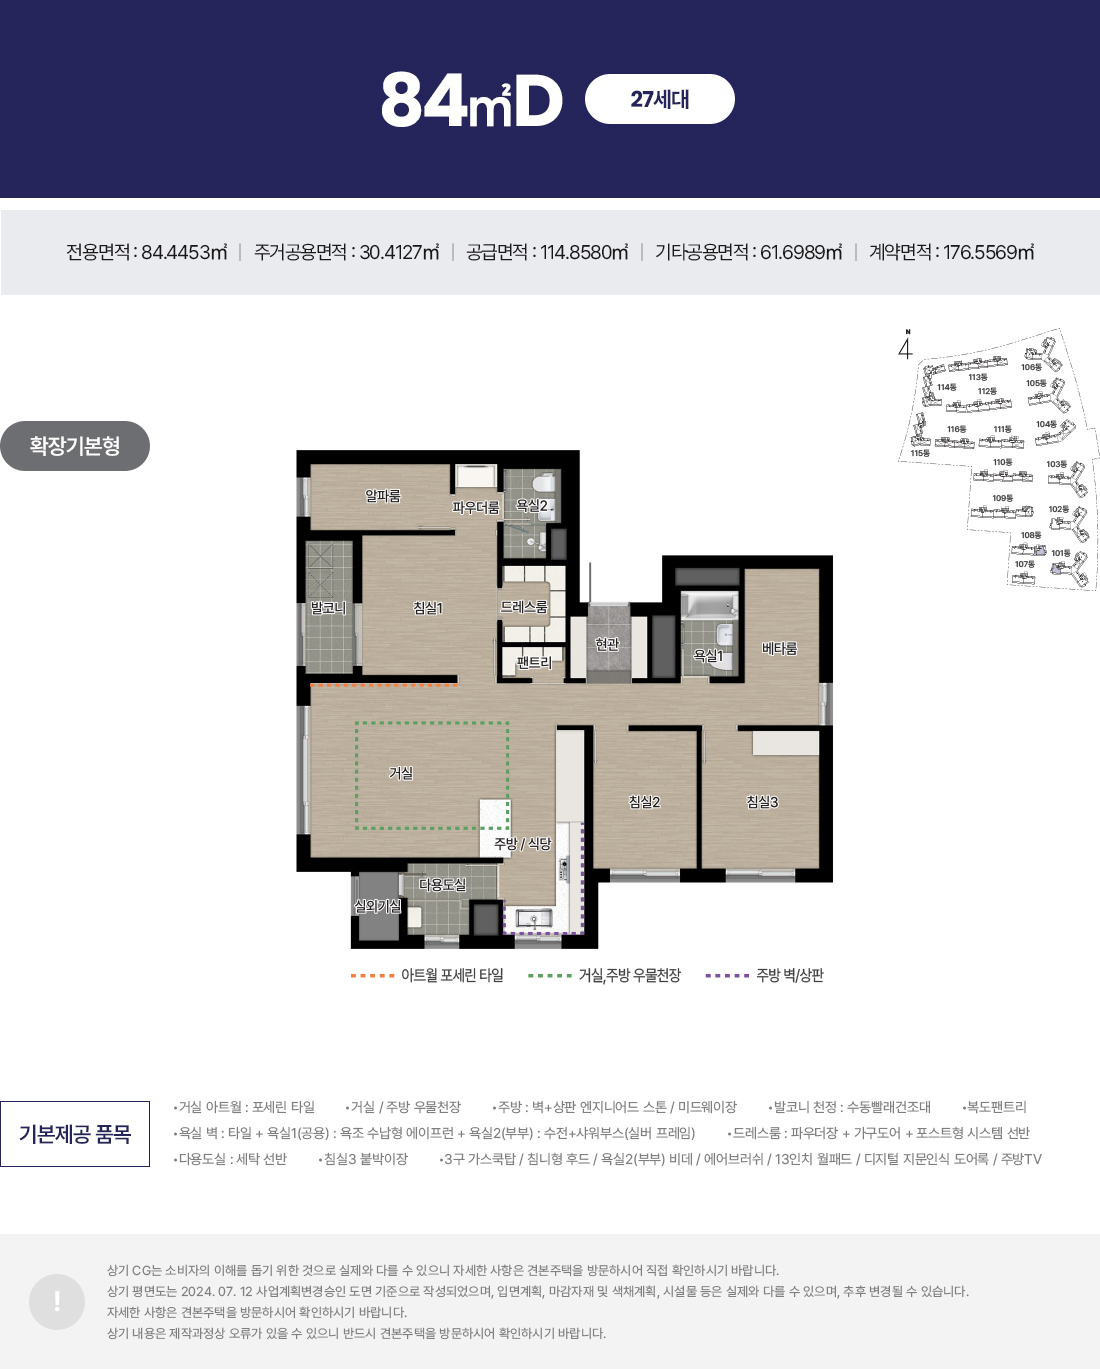 84㎡D 27세대
전용면적 : 84.4453㎡ | 주거공용면적 : 30.4127㎡ | 공급면적 : 114.8580㎡ | 기타공용면적 : 61.6989㎡ | 계약면적 : 176.5569㎡
N
106동
113동
105동
114동
112동
104동
116동
111동
115동
110동
103동
109동
102동
108동
101동
107동
확장기본형
알파룸
파우더룸
욕실2
발코니
침실1
드레스룸
현관
팬트리
욕실1
베타룸
거실
침실2
침실3
주방 / 식당
다용도실
실외기실
아트월 포세린 타일
거실,주방 우물천장
주방 벽/상판
기본제공 품목
•거실 아트월 : 포세린 타일 •거실 / 주방 우물천장 •주방 : 벽+상판 엔지니어드 스톤 / 미드웨이장 •발코니 천정 : 수동빨래건조대 •복도팬트리
•욕실 벽 : 타일 + 욕실1(공용) : 욕조 수납형 에이프런 + 욕실2(부부) : 수전+샤워부스(실버 프레임) •드레스룸 : 파우더장 + 가구도어 + 포스트형 시스템 선반
•다용도실 : 세탁 선반 •침실3 붙박이장 •3구 가스쿡탑 / 침니형 후드 / 욕실2(부부) 비데 / 에어브러쉬 / 13인치 월패드 / 디지털 지문인식 도어록 / 주방TV
!
상기 CG는 소비자의 이해를 돕기 위한 것으로 실제와 다를 수 있으니 자세한 사항은 견본주택을 방문하시어 직접 확인하시기 바랍니다.
상기 평면도는 2024. 07. 12 사업계획변경승인 도면 기준으로 작성되었으며, 입면계획, 마감자재 및 색채계획, 시설물 등은 실제와 다를 수 있으며, 추후 변경될 수 있습니다.
자세한 사항은 견본주택을 방문하시어 확인하시기 바랍니다.
상기 내용은 제작과정상 오류가 있을 수 있으니 반드시 견본주택을 방문하시어 확인하시기 바랍니다.